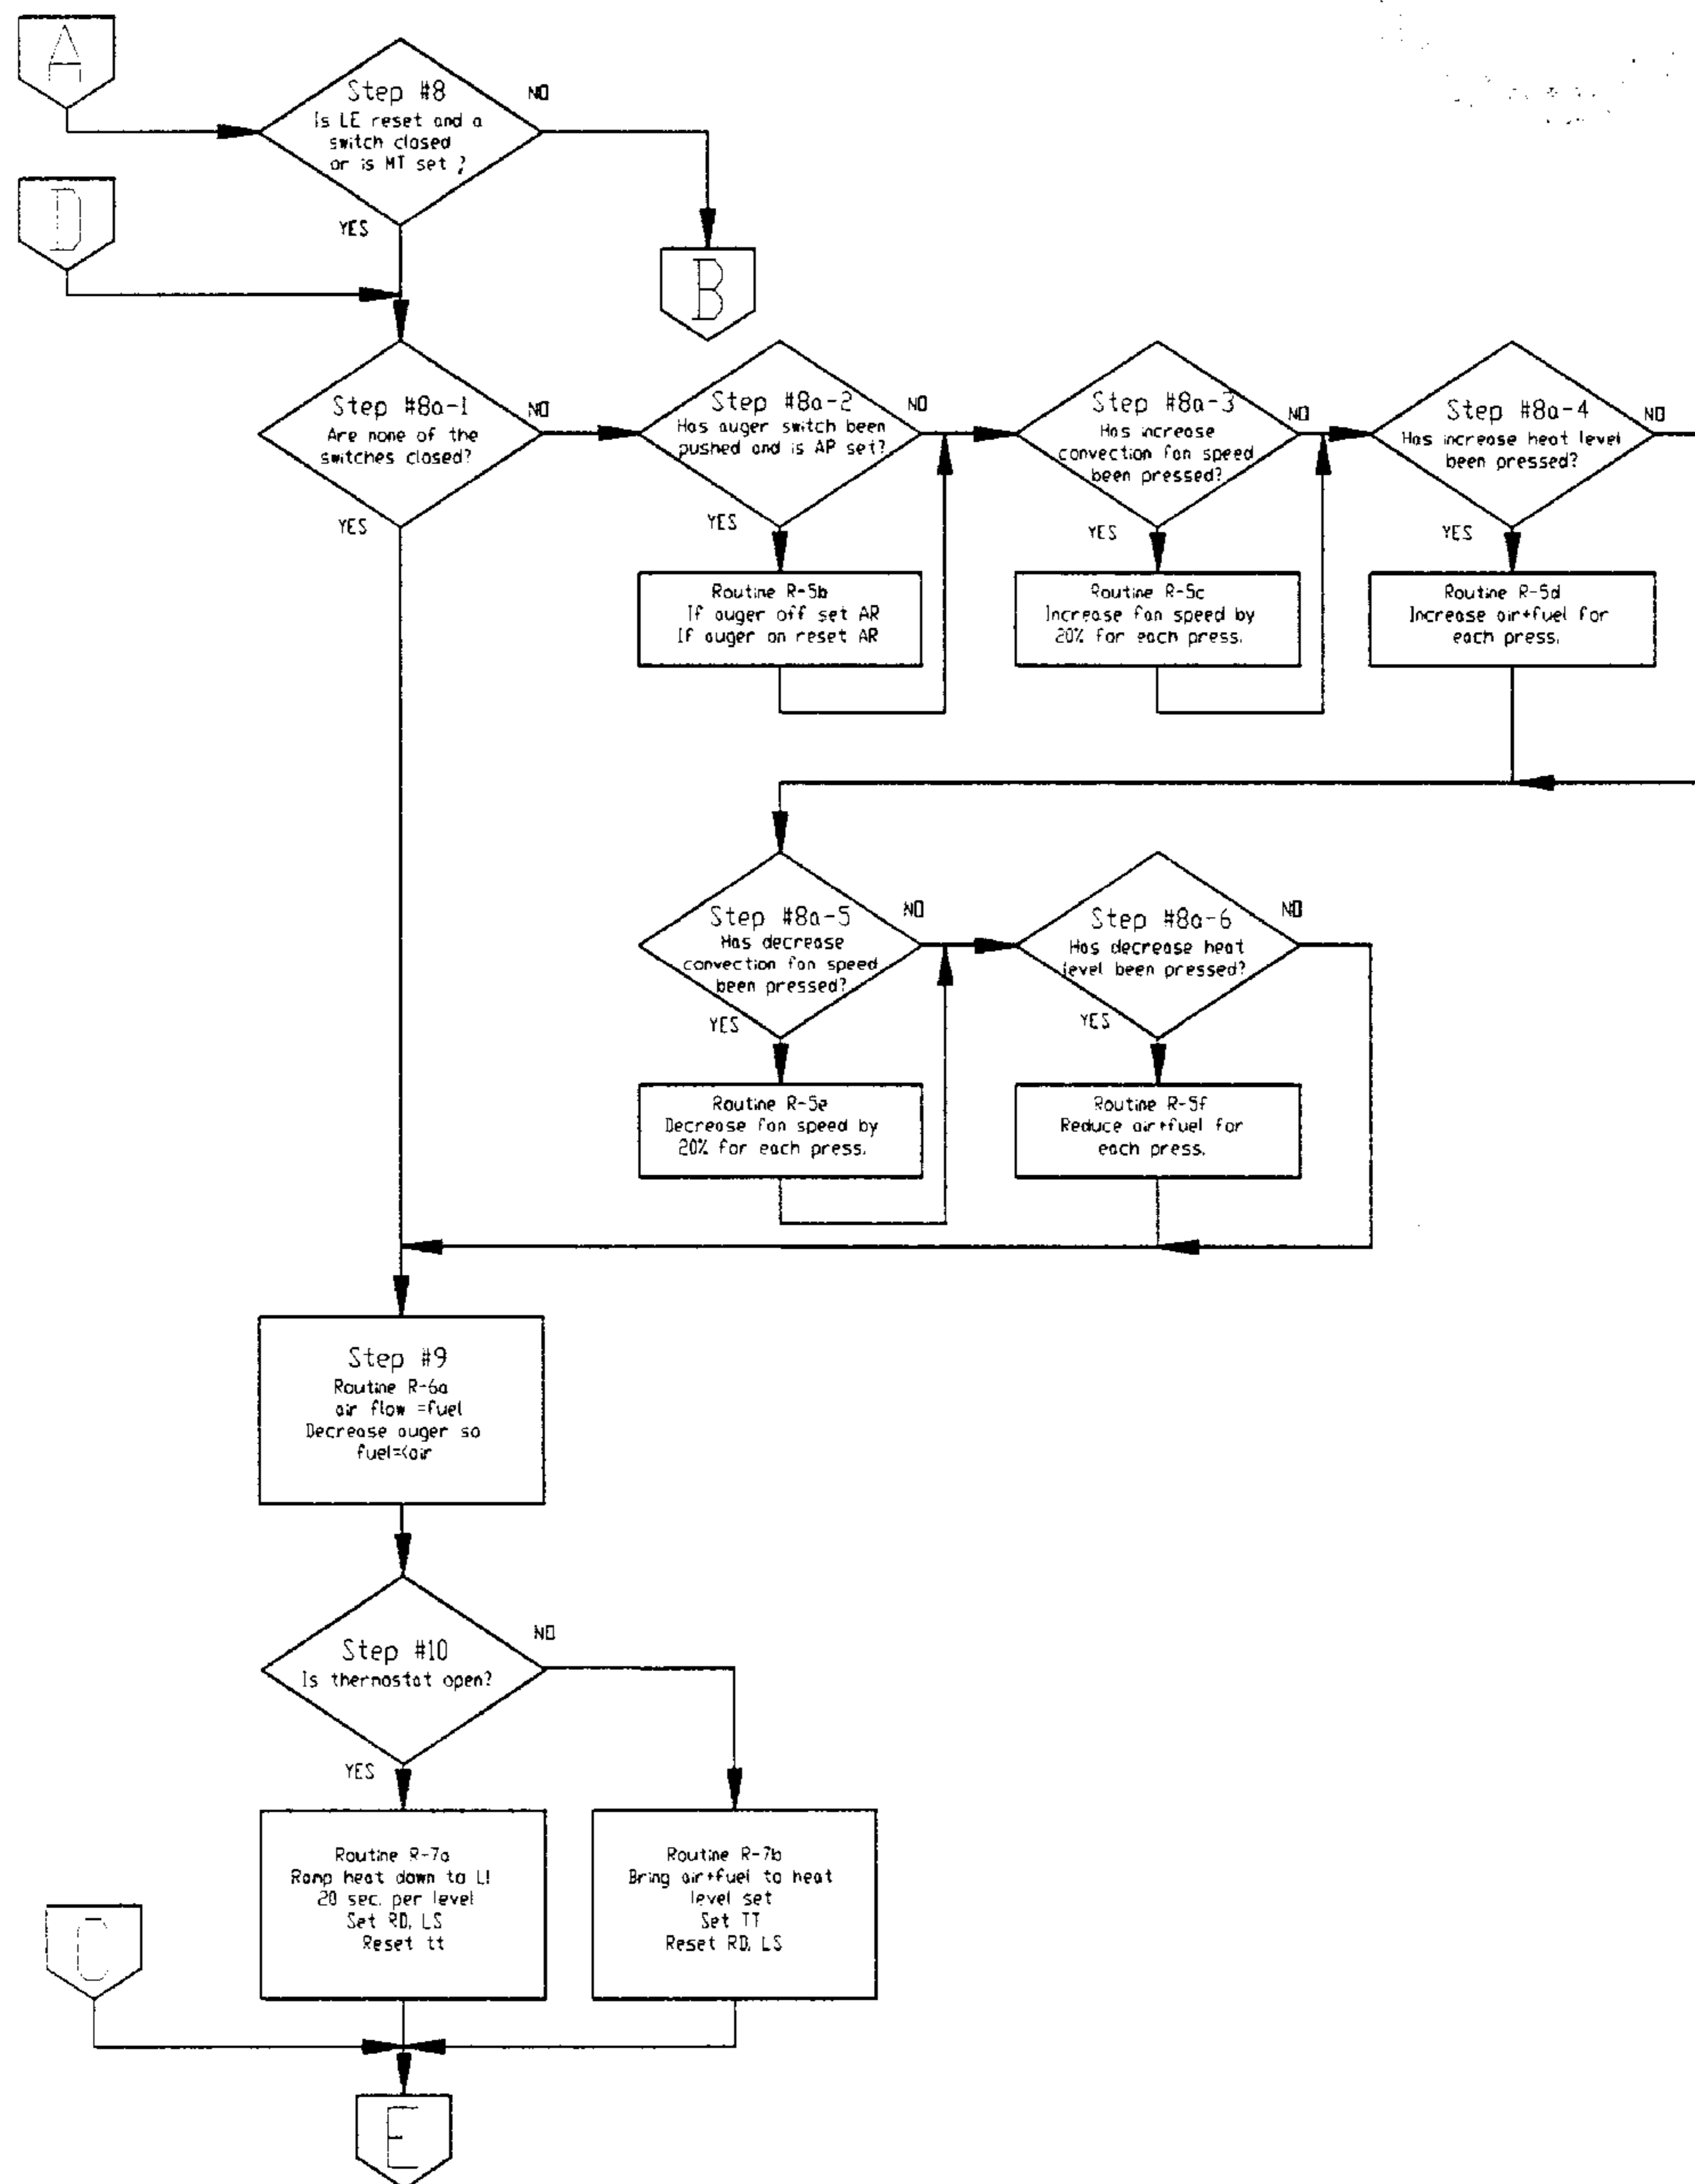 A
Step #8
Is LE reset and a
switch closed
or is MT set ?
NO
YES
D
B
Step #8a-1
Are none of the
switches closed?
NO
YES
Step #8a-2
Has auger switch been
pushed and is AP set?
NO
YES
Routine R-5b
If auger off set AR
If auger on reset AR
Step #8a-3
Has increase
convection fan speed
been pressed?
NO
YES
Routine R-5c
Increase fan speed by
20% for each press.
Step #8a-4
Has increase heat level
been pressed?
NO
YES
Routine R-5d
Increase air+fuel for
each press.
Step #8a-5
Has decrease
convection fan speed
been pressed?
NO
YES
Routine R-5e
Decrease fan speed by
20% for each press.
Step #8a-6
Has decrease heat
level been pressed?
NO
YES
Routine R-5f
Reduce air+fuel for
each press.
Step #9
Routine R-6a
air flow =fuel
Decrease auger so
fuel=<air
Step #10
Is thermostat open?
NO
YES
Routine R-7a
Ramp heat down to L1
20 sec. per level
Set RD, LS
Reset tt
Routine R-7b
Bring air+fuel to heat
level set
Set TT
Reset RD, LS
C
E